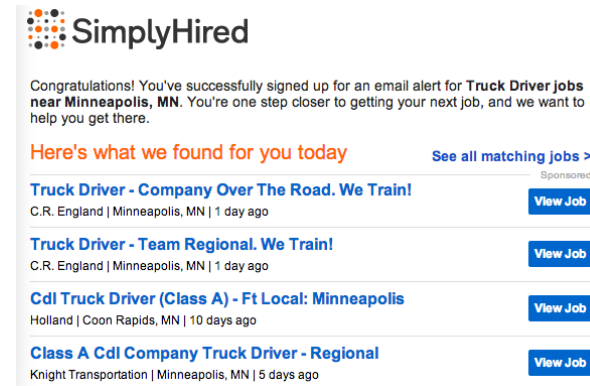 SimplyHired
Congratulations! You've successfully signed up for an email alert for Truck Driver jobs
near Minneapolis, MN. You're one step closer to getting your next job, and we want to
help you get there.
Here's what we found for you today
See all matching jobs >
Sponsored
Truck Driver - Company Over The Road. We Train!
C.R. England | Minneapolis, MN | 1 day ago
View Job
Truck Driver - Team Regional. We Train!
C.R. England | Minneapolis, MN | 1 day ago
View Job
Cdl Truck Driver (Class A) - Ft Local: Minneapolis
Holland | Coon Rapids, MN | 10 days ago
View Job
Class A Cdl Company Truck Driver - Regional
Knight Transportation | Minneapolis, MN | 5 days ago
View Job